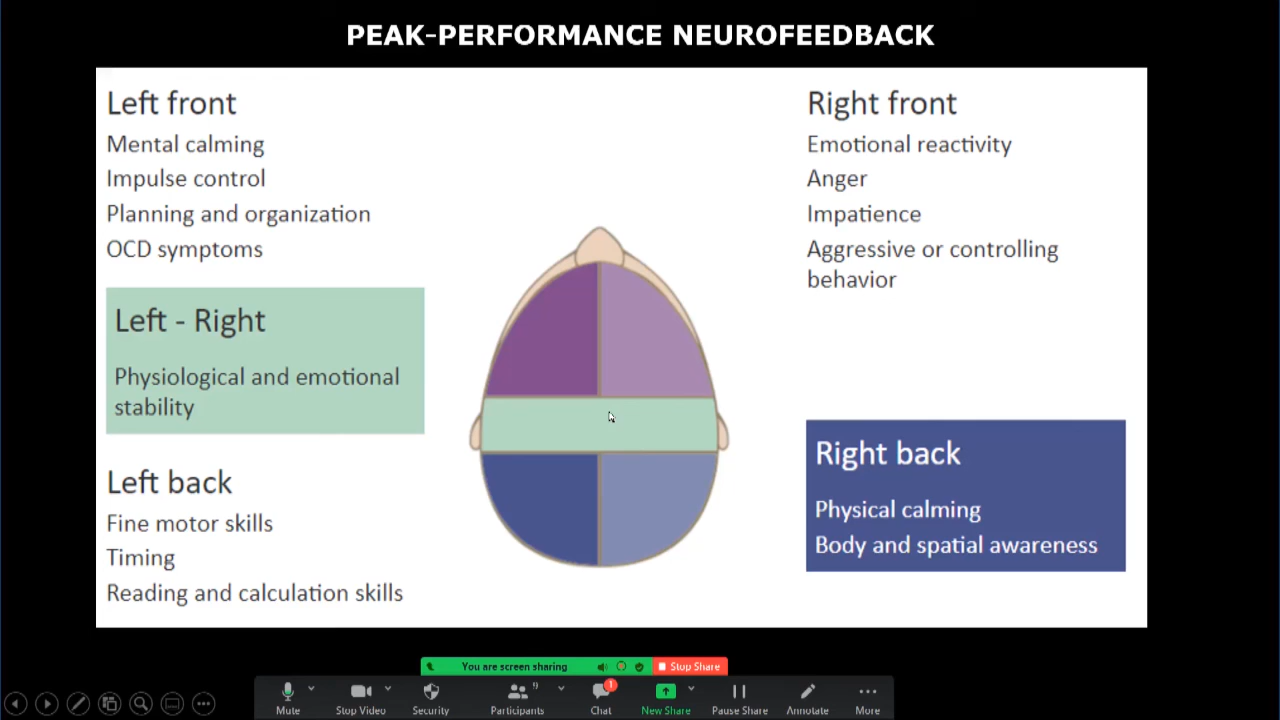 PEAK-PERFORMANCE NEUROFEEDBACK
Left front
Mental calming
Impulse control
Planning and organization
OCD symptoms
Right front
Emotional reactivity
Anger
Impatience
Aggressive or controlling
behavior
Left - Right
Physiological and emotional
stability
Left back
Fine motor skills
Timing
Reading and calculation skills
Right back
Physical calming
Body and spatial awareness
You are screen sharing
Stop Share
Mute
Stop Video
Security
9
Participants
1
Chat
New Share
Pause Share
Annotate
More